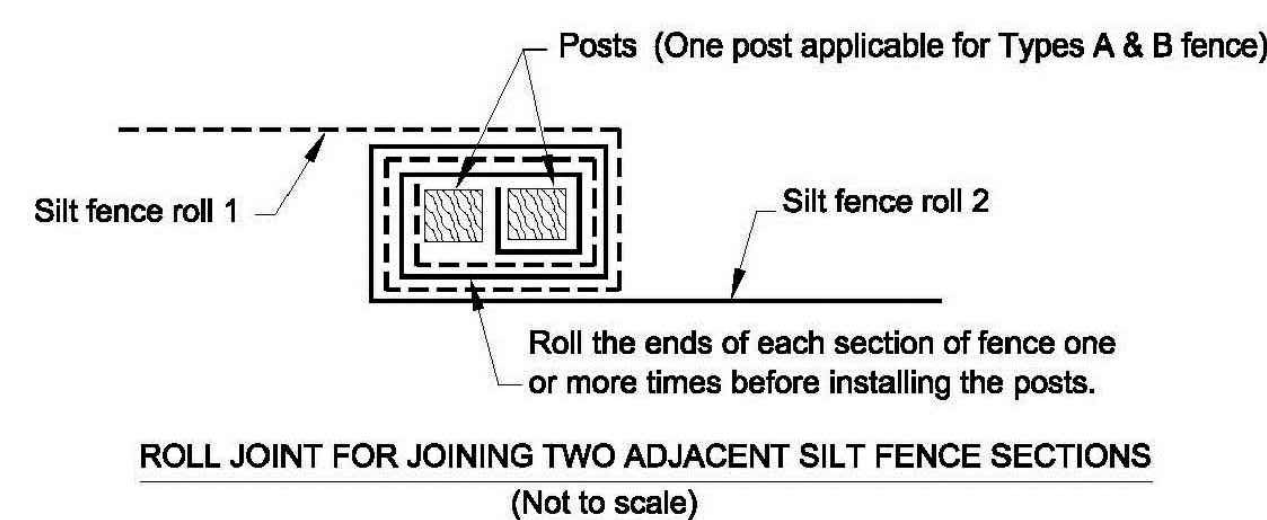 Posts (One post applicable for Types A & B fence)
Silt fence roll 1
Silt fence roll 2
Roll the ends of each section of fence one
or more times before installing the posts.
ROLL JOINT FOR JOINING TWO ADJACENT SILT FENCE SECTIONS
(Not to scale)